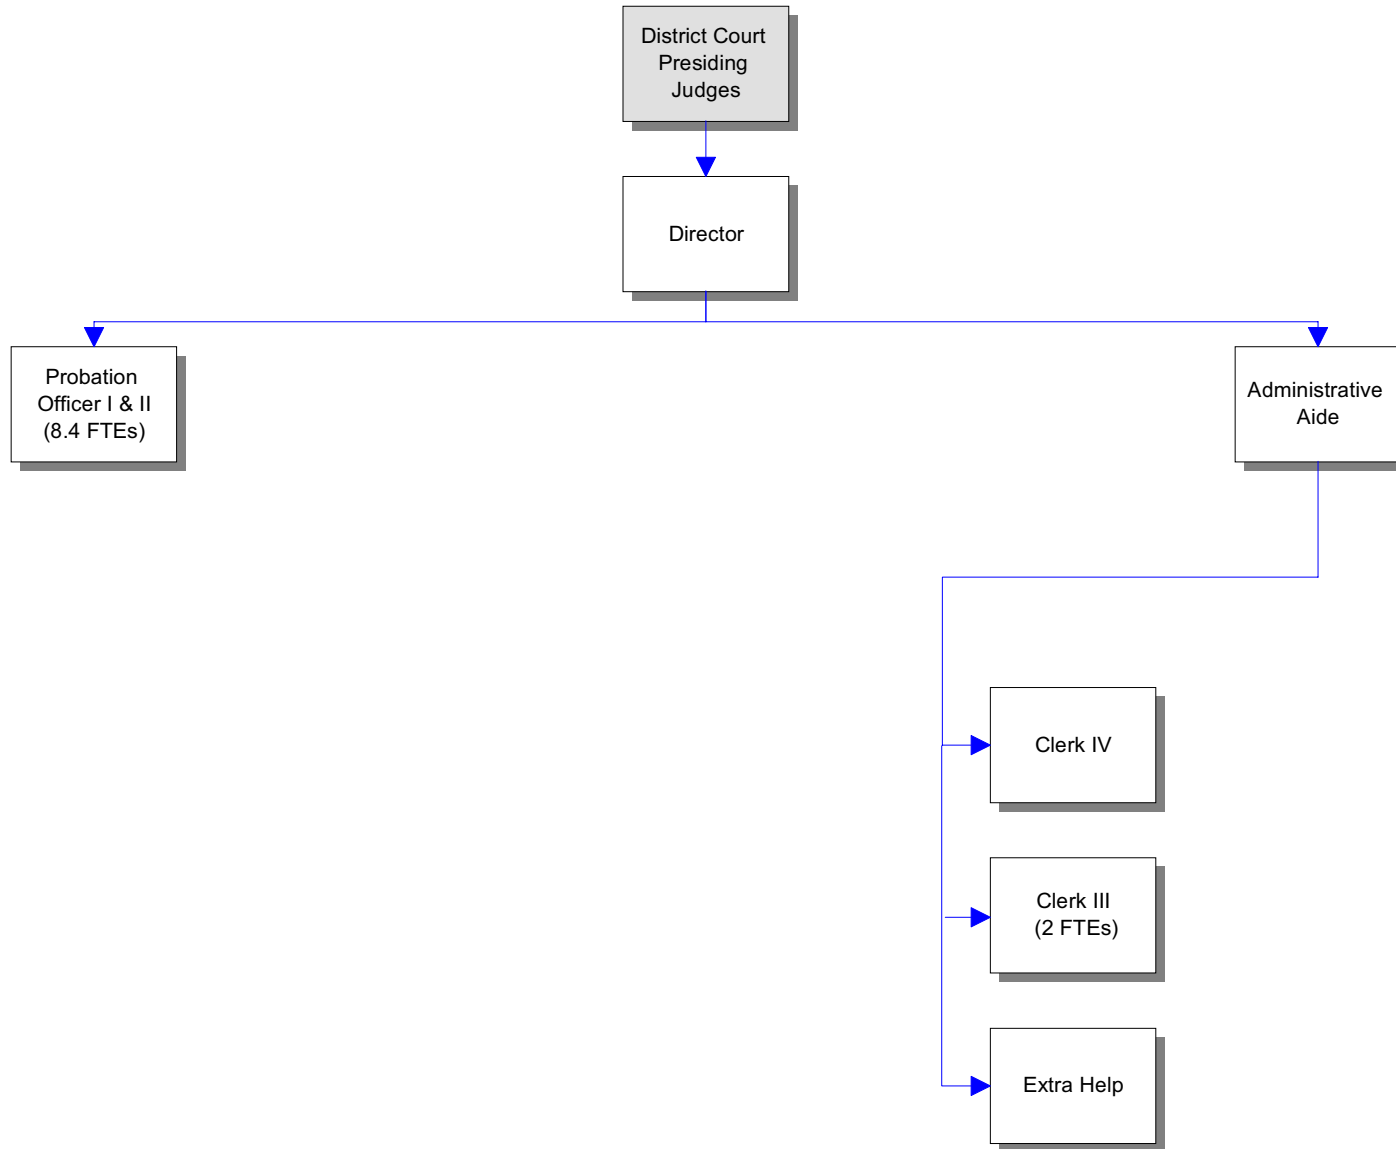 District Court
Presiding
Judges
Director
Probation
Officer I & II
(8.4 FTEs)
Administrative
Aide
Clerk IV
Clerk III
(2 FTEs)
Extra Help